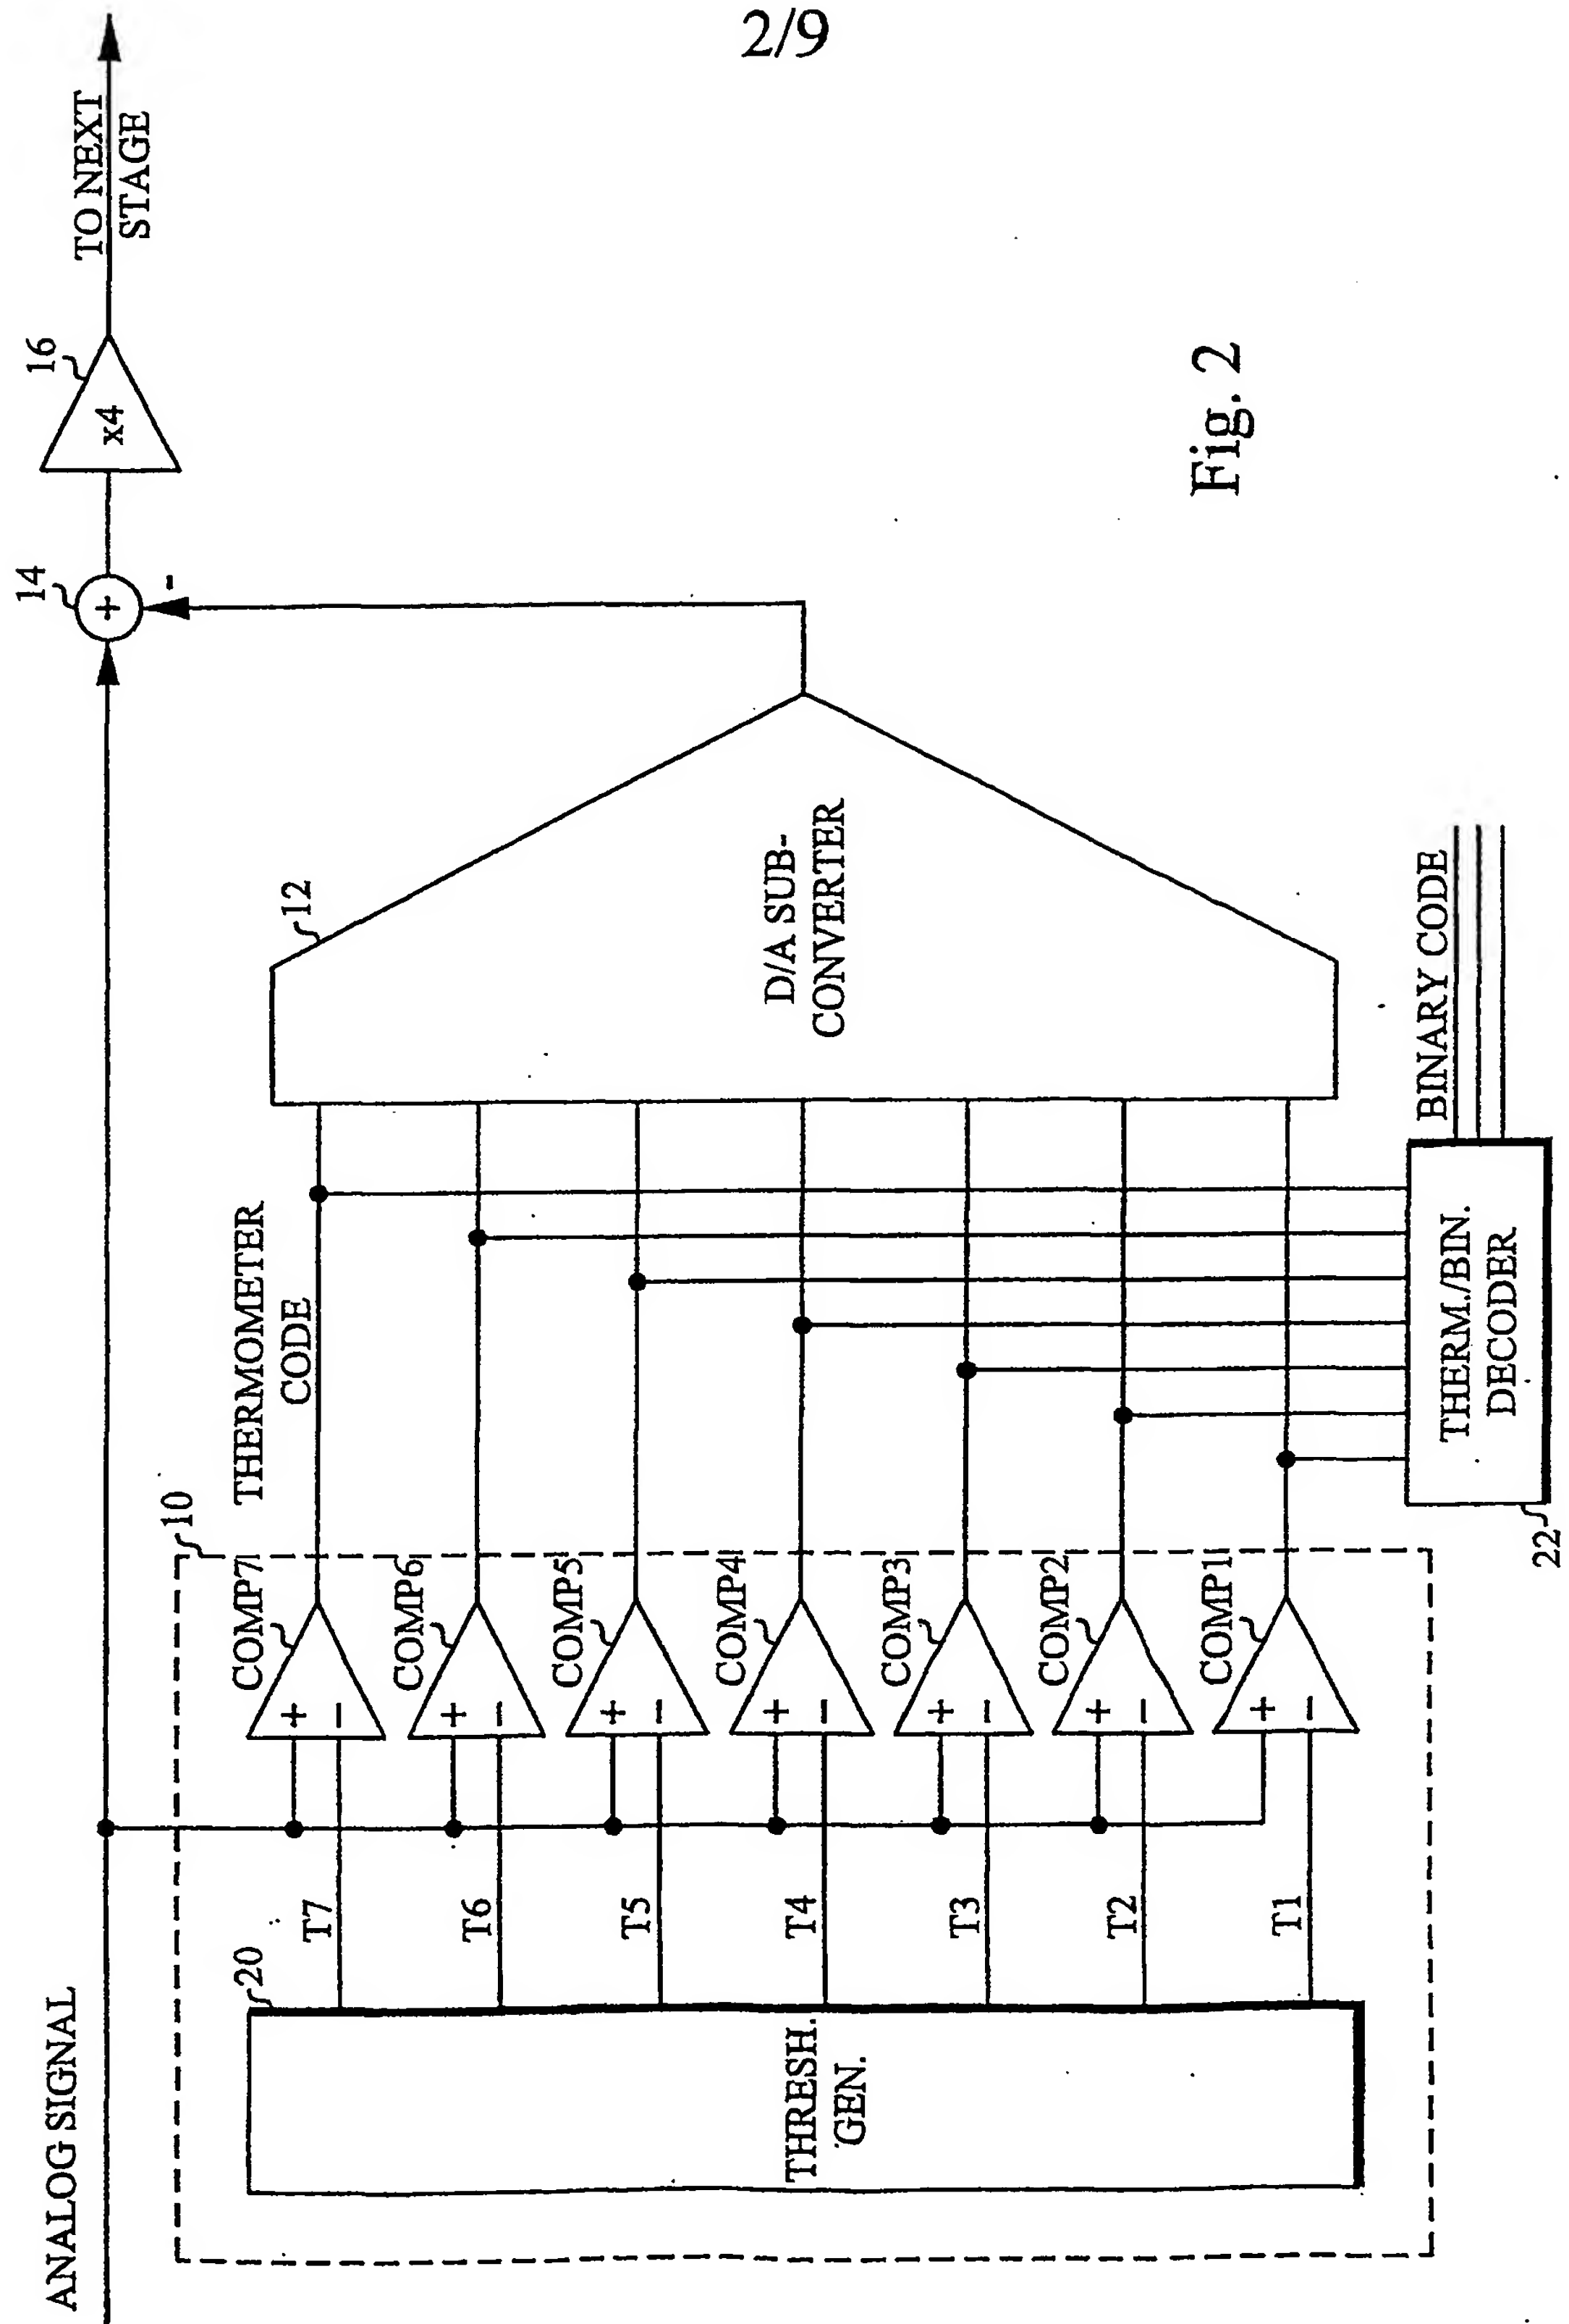 2/9
ANALOG SIGNAL
TO NEXT
STAGE
14
+
-
16
x4
10
20
THRESH.
GEN.
T7
T6
T5
T4
T3
T2
T1
COMP7
+
-
COMP6
+
-
COMP5
+
-
COMP4
+
-
COMP3
+
-
COMP2
+
-
COMP1
+
-
THERMOMETER
CODE
12
D/A SUB-
CONVERTER
22
THERM./BIN.
DECODER
BINARY CODE
Fig. 2